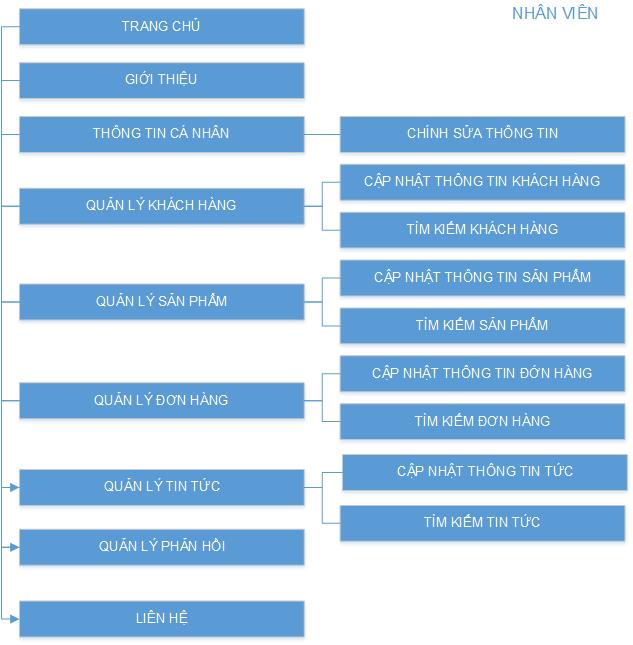 NHÂN VIÊN
TRANG CHỦ
GIỚI THIỆU
THÔNG TIN CÁ NHÂN
CHỈNH SỬA THÔNG TIN
QUẢN LÝ KHÁCH HÀNG
CẬP NHẬT THÔNG TIN KHÁCH HÀNG
TÌM KIẾM KHÁCH HÀNG
QUẢN LÝ SẢN PHẨM
CẬP NHẬT THÔNG TIN SẢN PHẨM
TÌM KIẾM SẢN PHẨM
QUẢN LÝ ĐƠN HÀNG
CẬP NHẬT THÔNG TIN ĐƠN HÀNG
TÌM KIẾM ĐƠN HÀNG
QUẢN LÝ TIN TỨC
CẬP NHẬT THÔNG TIN TỨC
TÌM KIẾM TIN TỨC
QUẢN LÝ PHẢN HỒI
LIÊN HỆ